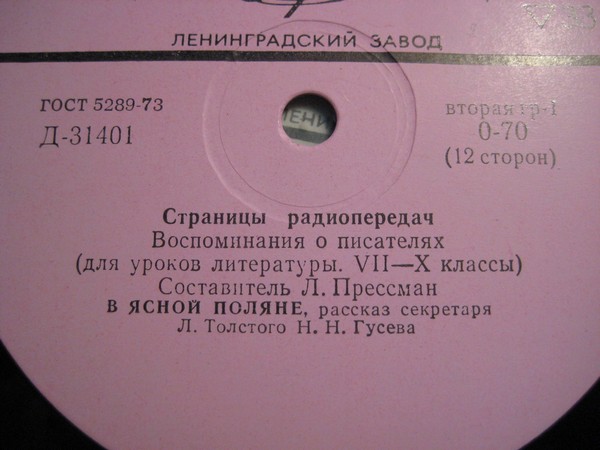 ЛЕНИНГРАДСКИЙ ЗАВОД
ГОСТ 5289-73
Д-31401
вторая гр-1
0-70
(12 сторон)
Страницы радиопередач
Воспоминания о писателях
(для уроков литературы. VII—X классы)
Составитель Л. Прессман
В ЯСНОЙ ПОЛЯНЕ, рассказ секретаря
Л. Толстого Н. Н. Гусева